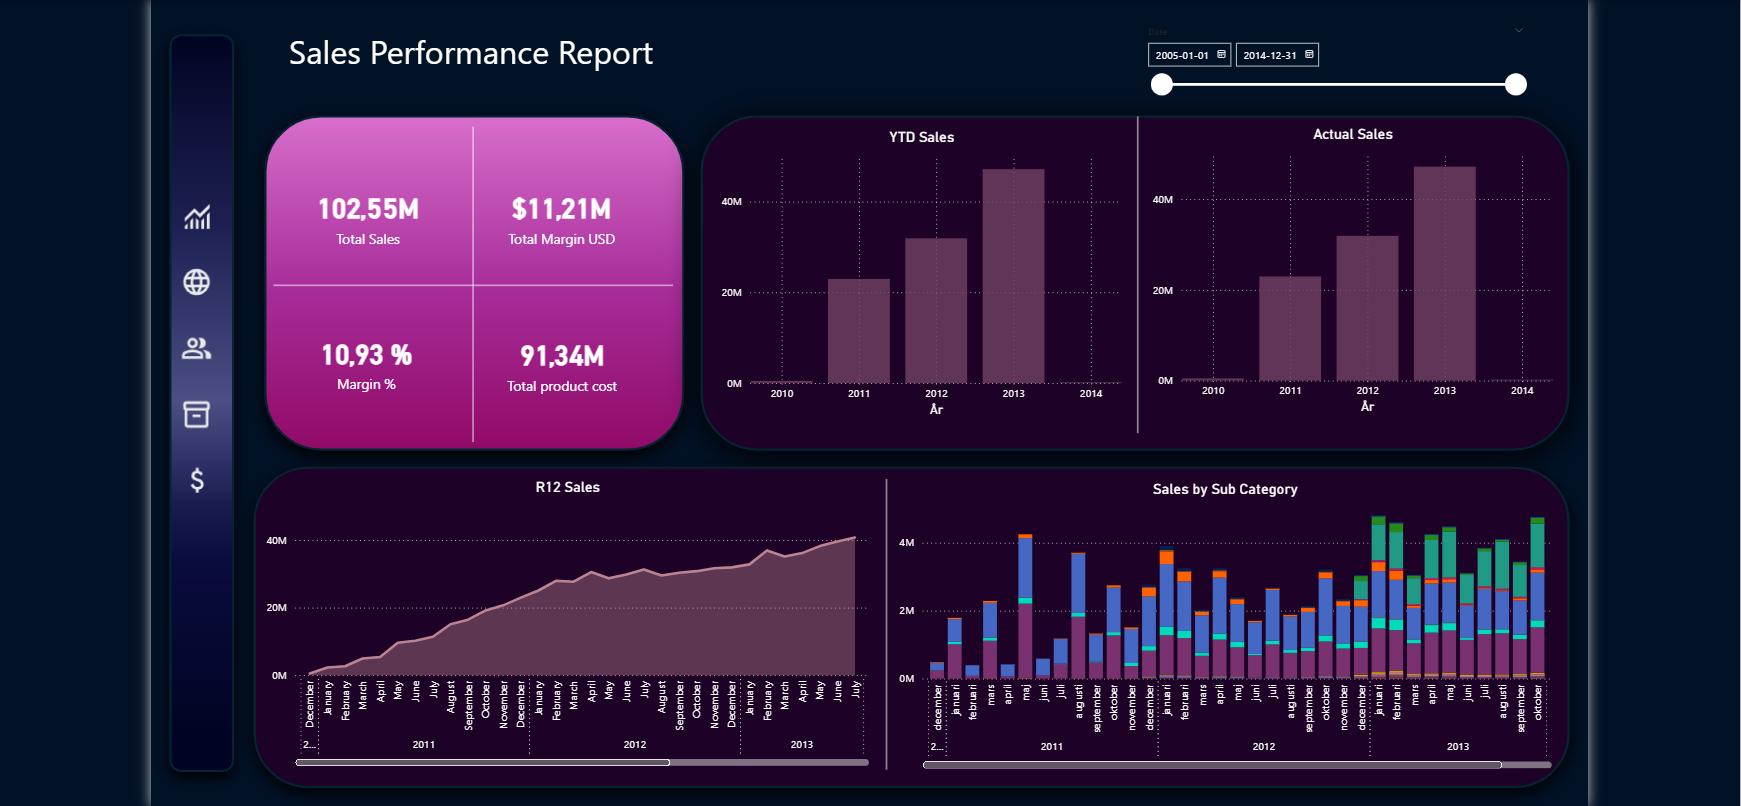 Sales Performance Report
Date
2005-01-01 2014-12-31
102,55M
Total Sales
$11,21M
Total Margin USD
10,93 %
Margin %
91,34M
Total product cost
YTD Sales
40M
20M
0M
2010 2011 2012 2013 2014
År
Actual Sales
40M
20M
0M
2010 2011 2012 2013 2014
År
R12 Sales
40M
20M
0M
December January February March April May June July August September October November December January February March April May June July August September October November December January February March April May June July
2... 2011 2012 2013
Sales by Sub Category
4M
2M
0M
december januari februari mars april maj juni juli augusti september oktober november december januari februari mars april maj juni juli augusti september oktober november december januari februari mars april maj juni juli augusti september oktober
2... 2011 2012 2013